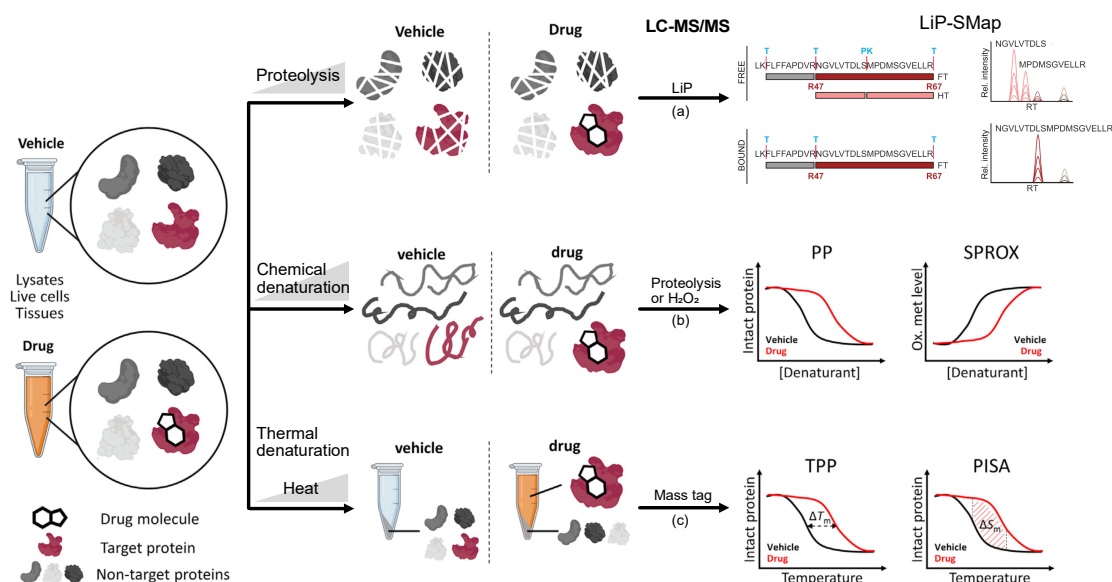 Vehicle
Lysates
Live cells
Tissues
Drug
Drug molecule
Target protein
Non-target proteins
Proteolysis
Vehicle
Drug
LC-MS/MS
LiP
(a)
LiP-SMap
FREE
T T PK T
LKFLFFAPDVRNGVLVTDLSMPDMSGVELLR
FT
R47 R67
HT
NGVLVTDLS
MPDMSGVELLR
Rel. intensity
RT
BOUND
T T T
LKFLFFAPDVRNGVLVTDLSMPDMSGVELLR
FT
R47 R67
NGVLVTDLSMPDMSGVELLR
Rel. intensity
RT
Chemical
denaturation
vehicle
drug
Proteolysis
or H₂O₂
(b)
PP
Intact protein
Vehicle
Drug
[Denaturant]
SPROX
Ox. met level
Vehicle
Drug
[Denaturant]
Thermal
denaturation
Heat
vehicle
drug
Mass tag
(c)
TPP
Intact protein
ΔTₘ
Vehicle
Drug
Temperature
PISA
Intact protein
ΔSₘ
Vehicle
Drug
Temperature